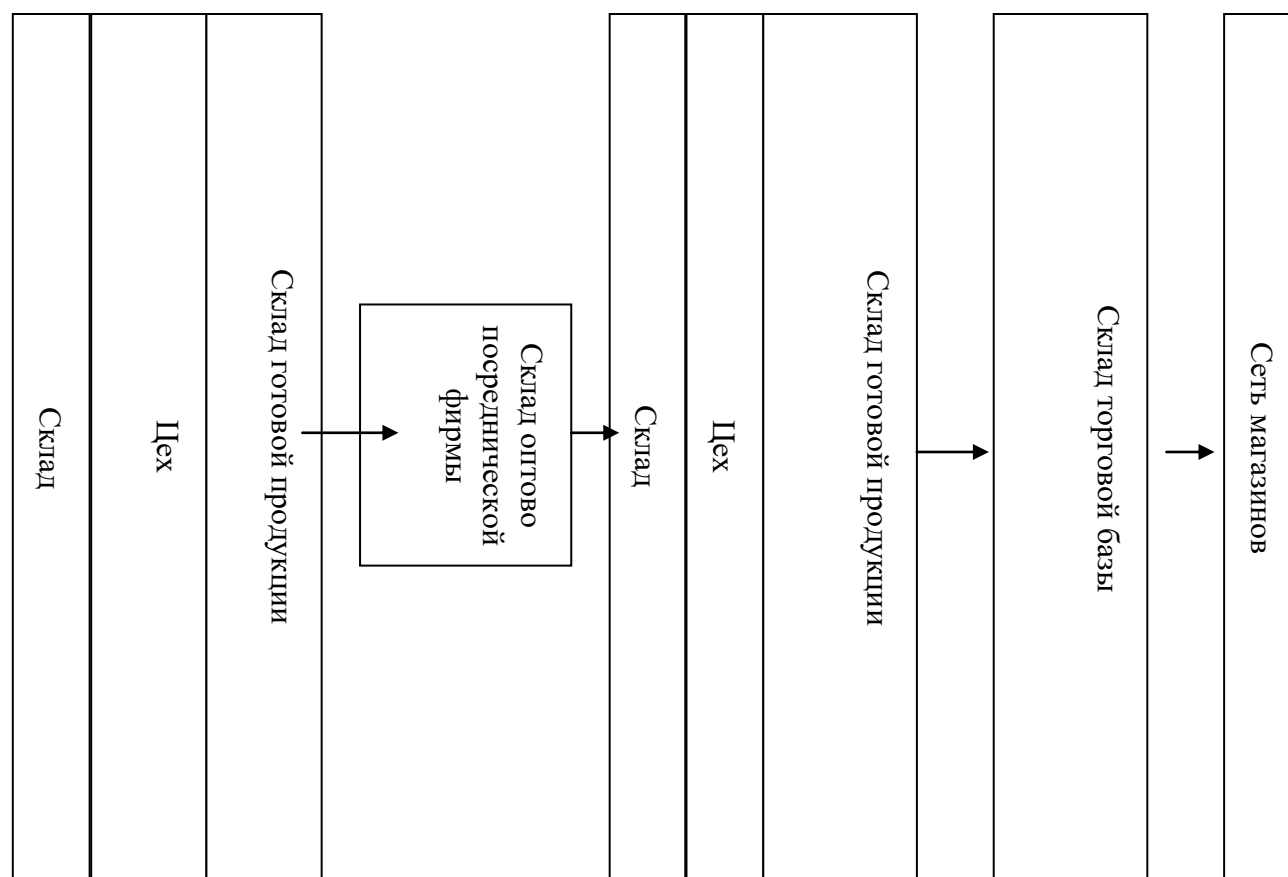 Склад
Цех
Склад готовой продукции
Склад оптово
посреднической
фирмы
Склад
Цех
Склад готовой продукции
Склад торговой базы
Сеть магазинов